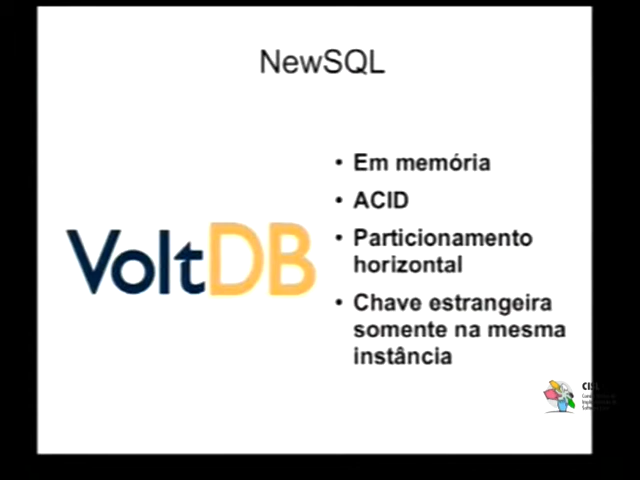 NewSQL
VoltDB
• Em memória
• ACID
• Particionamento
horizontal
• Chave estrangeira
somente na mesma
instância